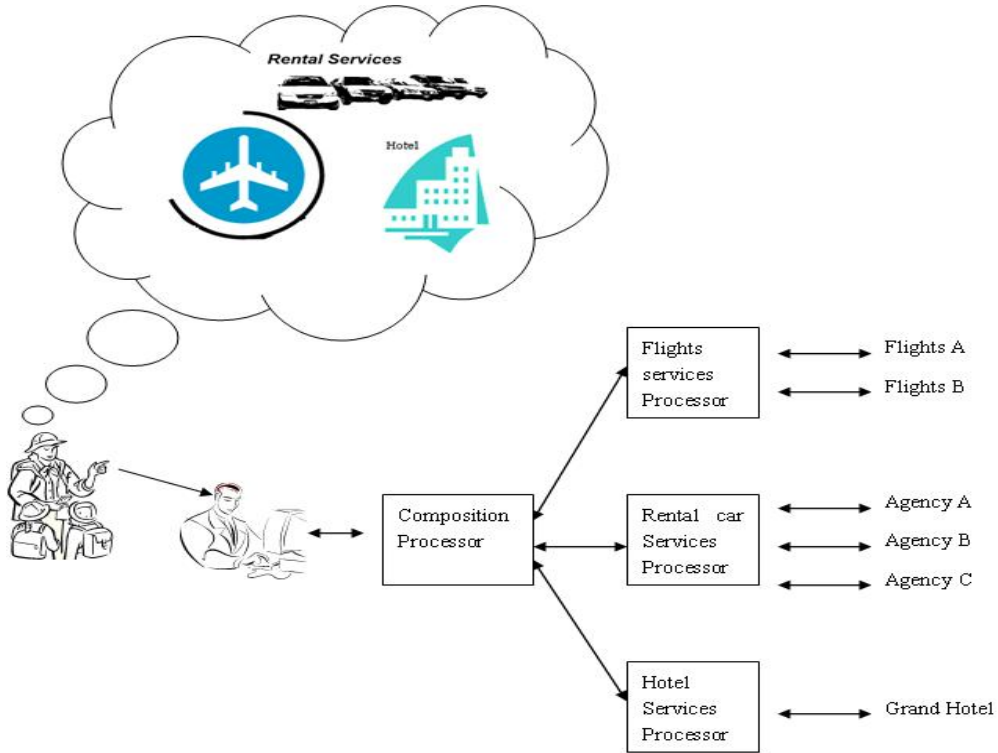 Rental Services
Hotel
Flights
services
Processor
Flights A
Flights B
Composition
Processor
Rental car
Services
Processor
Agency A
Agency B
Agency C
Hotel
Services
Processor
Grand Hotel